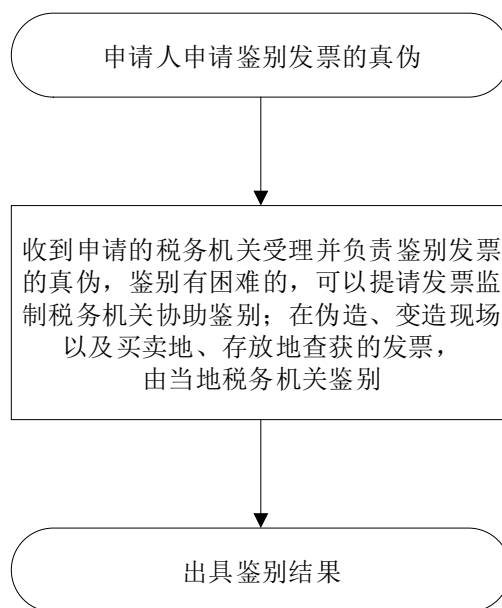 申请人申请鉴别发票的真伪
收到申请的税务机关受理并负责鉴别发票
的真伪，鉴别有困难的，可以提请发票监
制税务机关协助鉴别；在伪造、变造现场
以及买卖地、存放地查获的发票，
由当地税务机关鉴别
出具鉴别结果